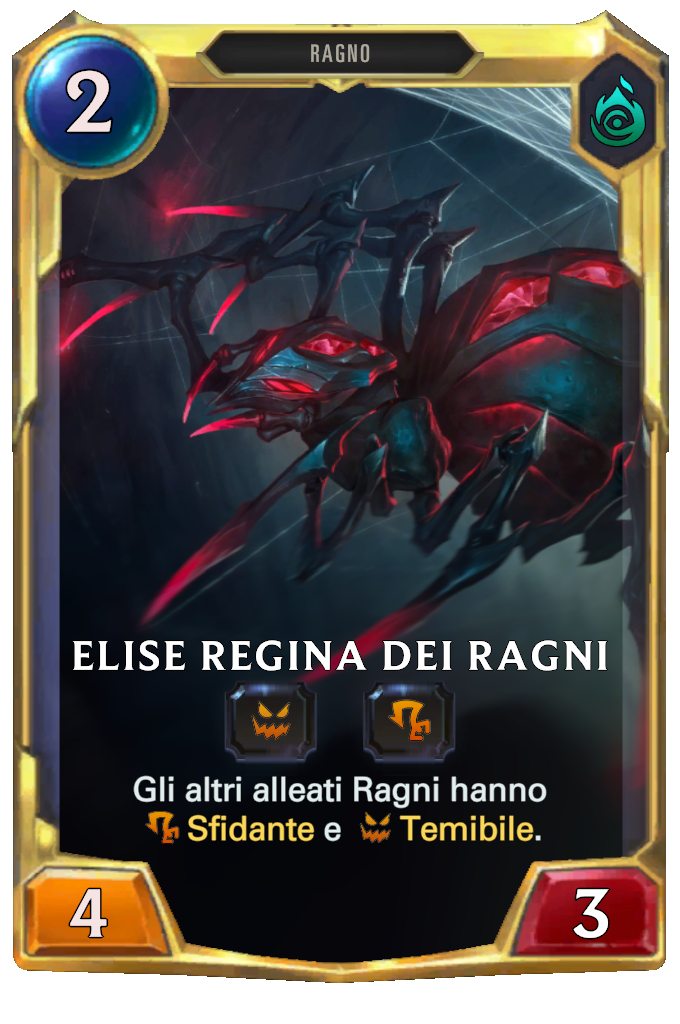 RAGNO
2
ELISE REGINA DEI RAGNI
Gli altri alleati Ragni hanno
Sfidante e Temibile.
4
3